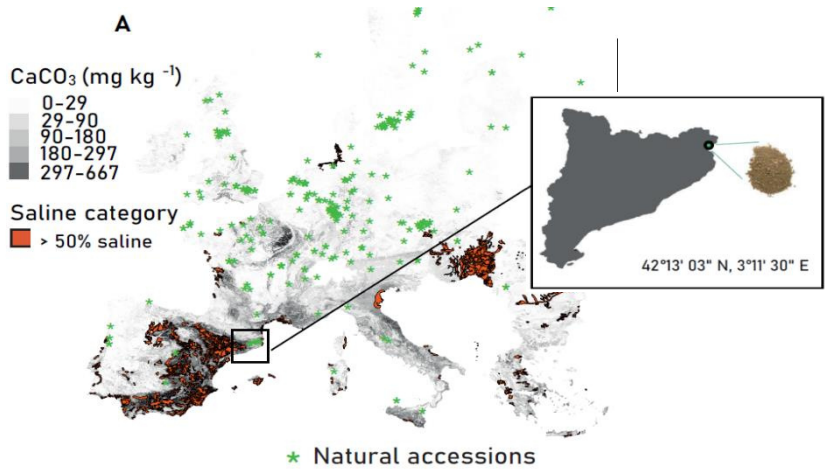 A
CaCO₃ (mg kg ⁻¹)
0-29
29-90
90-180
180-297
297-667
Saline category
> 50% saline
42°13' 03" N, 3°11' 30" E
* Natural accessions